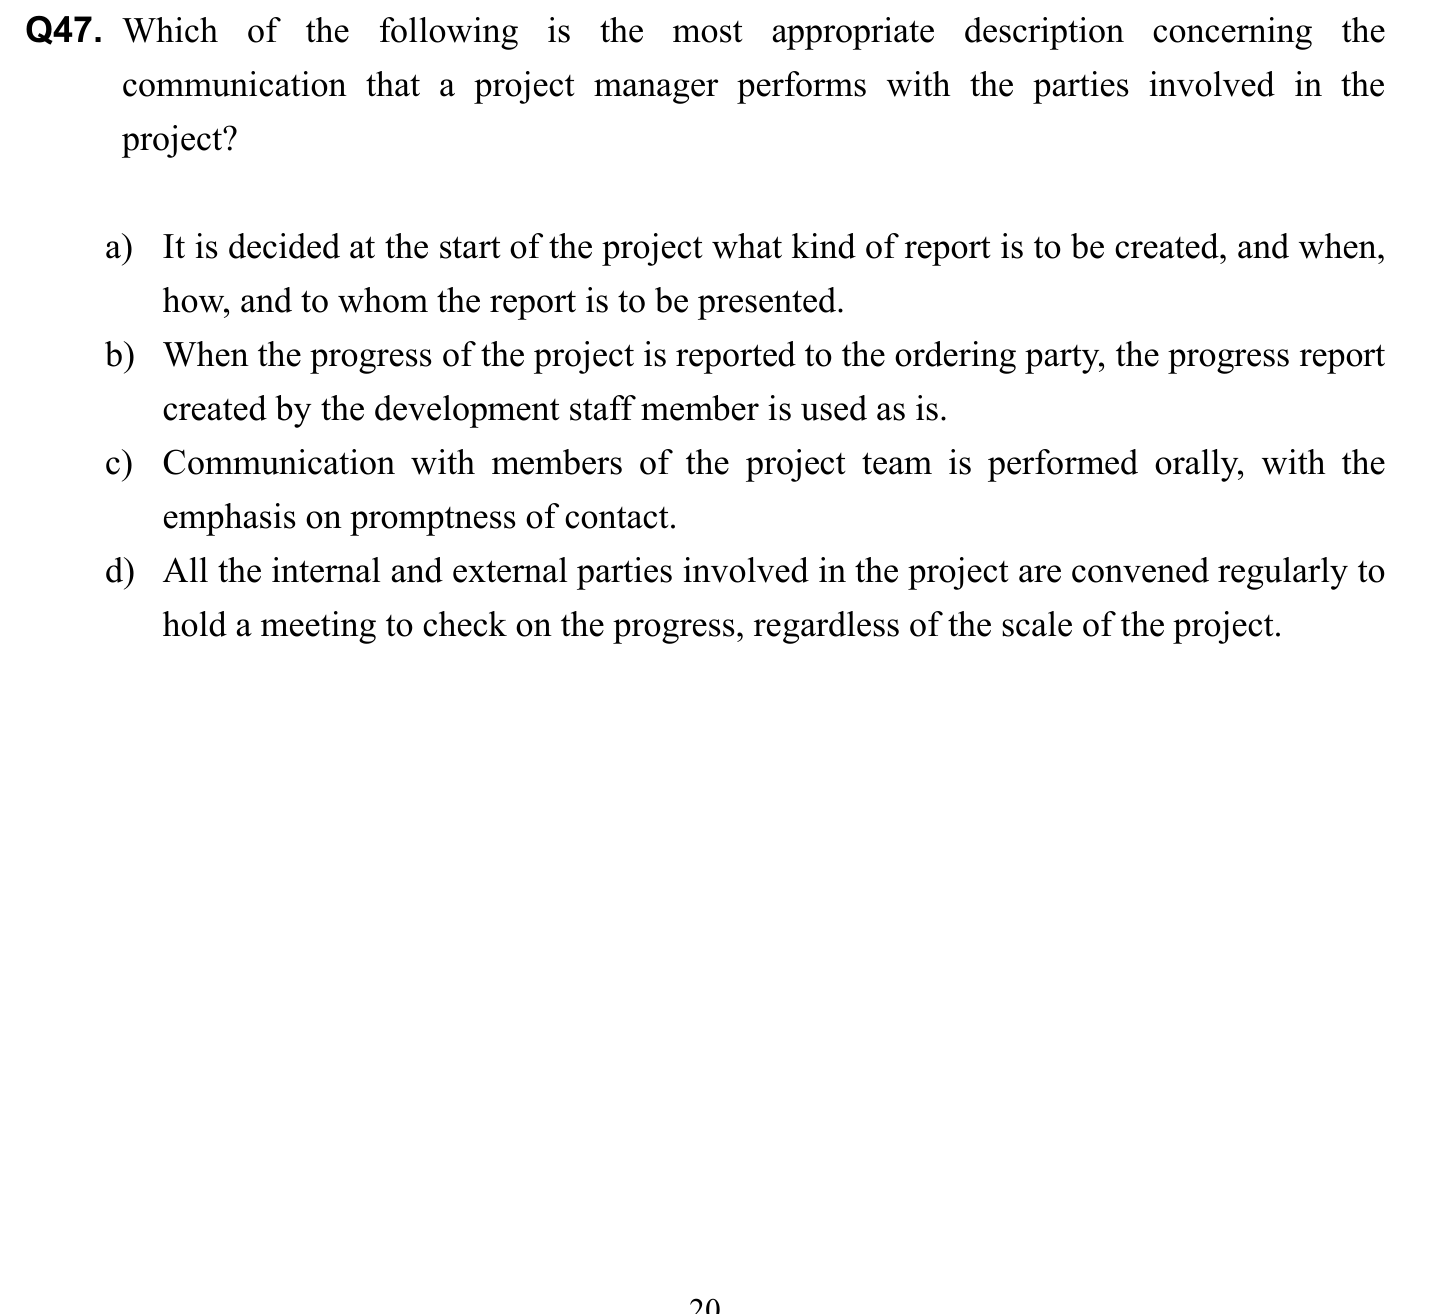 Q47. Which of the following is the most appropriate description concerning the
communication that a project manager performs with the parties involved in the
project?
a) It is decided at the start of the project what kind of report is to be created, and when,
how, and to whom the report is to be presented.
b) When the progress of the project is reported to the ordering party, the progress report
created by the development staff member is used as is.
c) Communication with members of the project team is performed orally, with the
emphasis on promptness of contact.
d) All the internal and external parties involved in the project are convened regularly to
hold a meeting to check on the progress, regardless of the scale of the project.
20